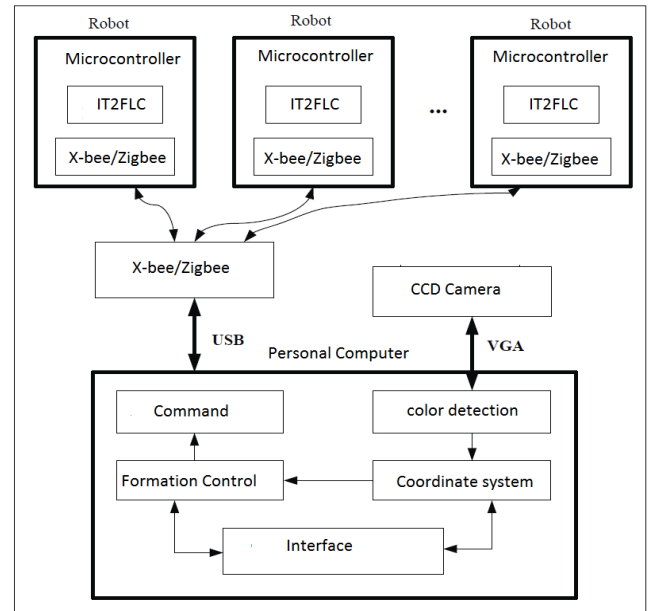 Robot
Robot
Robot
Microcontroller
IT2FLC
X-bee/Zigbee
Microcontroller
IT2FLC
X-bee/Zigbee
...
Microcontroller
IT2FLC
X-bee/Zigbee
X-bee/Zigbee
CCD Camera
USB
VGA
Personal Computer
Command
color detection
Formation Control
Coordinate system
Interface